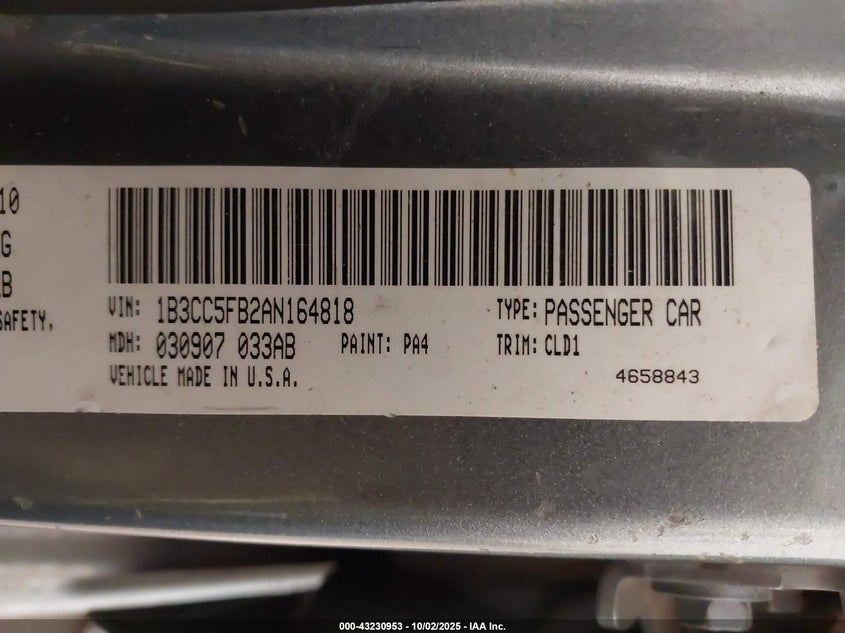 10
G
LB
SAFETY,
VIN: 1B3CC5FB2AN164818 TYPE: PASSENGER CAR
MDH: 030907 033AB PAINT: PA4 TRIM: CLD1
VEHICLE MADE IN U.S.A. 4658843
000-43230953 - 10/02/2025 - IAA Inc.